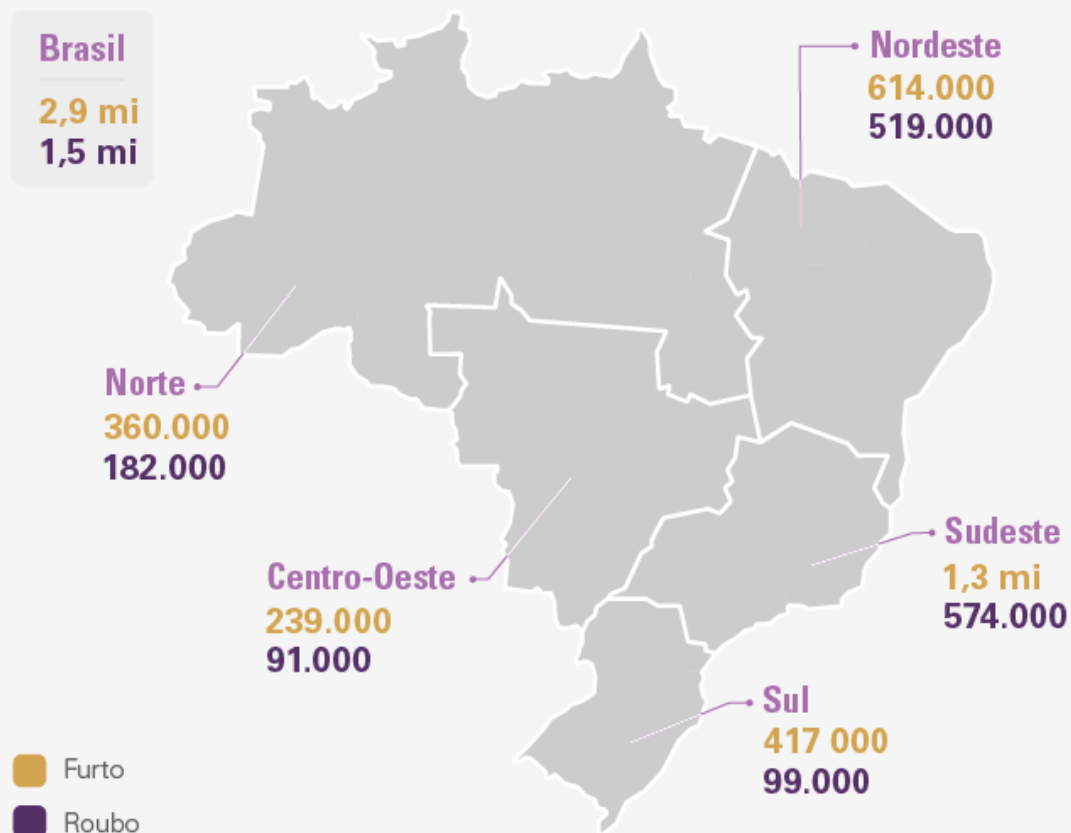 Brasil
2,9 mi
1,5 mi
Nordeste
614.000
519.000
Norte
360.000
182.000
Centro-Oeste
239.000
91.000
Sudeste
1,3 mi
574.000
Sul
417 000
99.000
Furto
Roubo